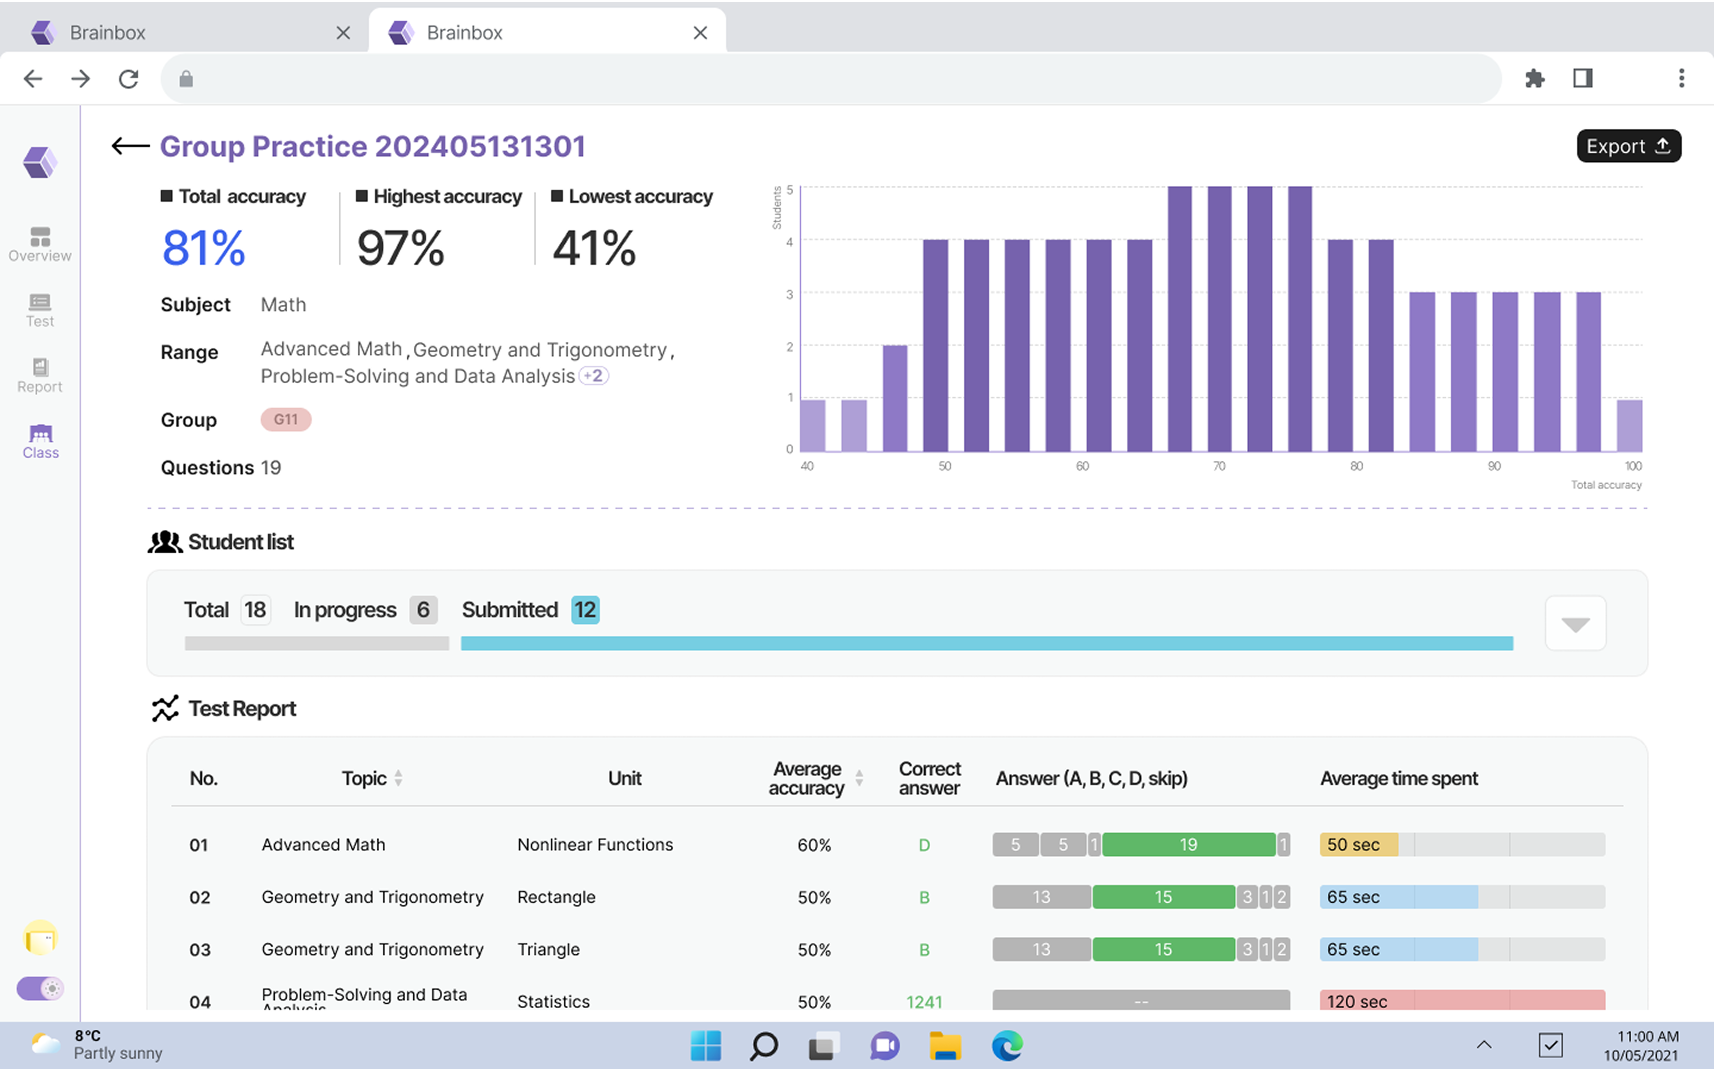 Brainbox
Brainbox
Group Practice 202405131301
Export
Total accuracy
Highest accuracy
Lowest accuracy
81%
97%
41%
Subject Math
Range Advanced Math , Geometry and Trigonometry ,
Problem-Solving and Data Analysis +2
Group G11
Questions 19
Students
5
4
3
2
1
0
40 50 60 70 80 90 100
Total accuracy
Overview
Test
Report
Class
Student list
Total 18 In progress 6 Submitted 12
Test Report
No. Topic Unit Average accuracy Correct answer Answer (A, B, C, D, skip) Average time spent
01 Advanced Math Nonlinear Functions 60% D 5 5 1 19 1 50 sec
02 Geometry and Trigonometry Rectangle 50% B 13 15 3 1 2 65 sec
03 Geometry and Trigonometry Triangle 50% B 13 15 3 1 2 65 sec
04 Problem-Solving and Data Analysis Statistics 50% 1241 -- 120 sec
8°C
Partly sunny
11:00 AM
10/05/2021